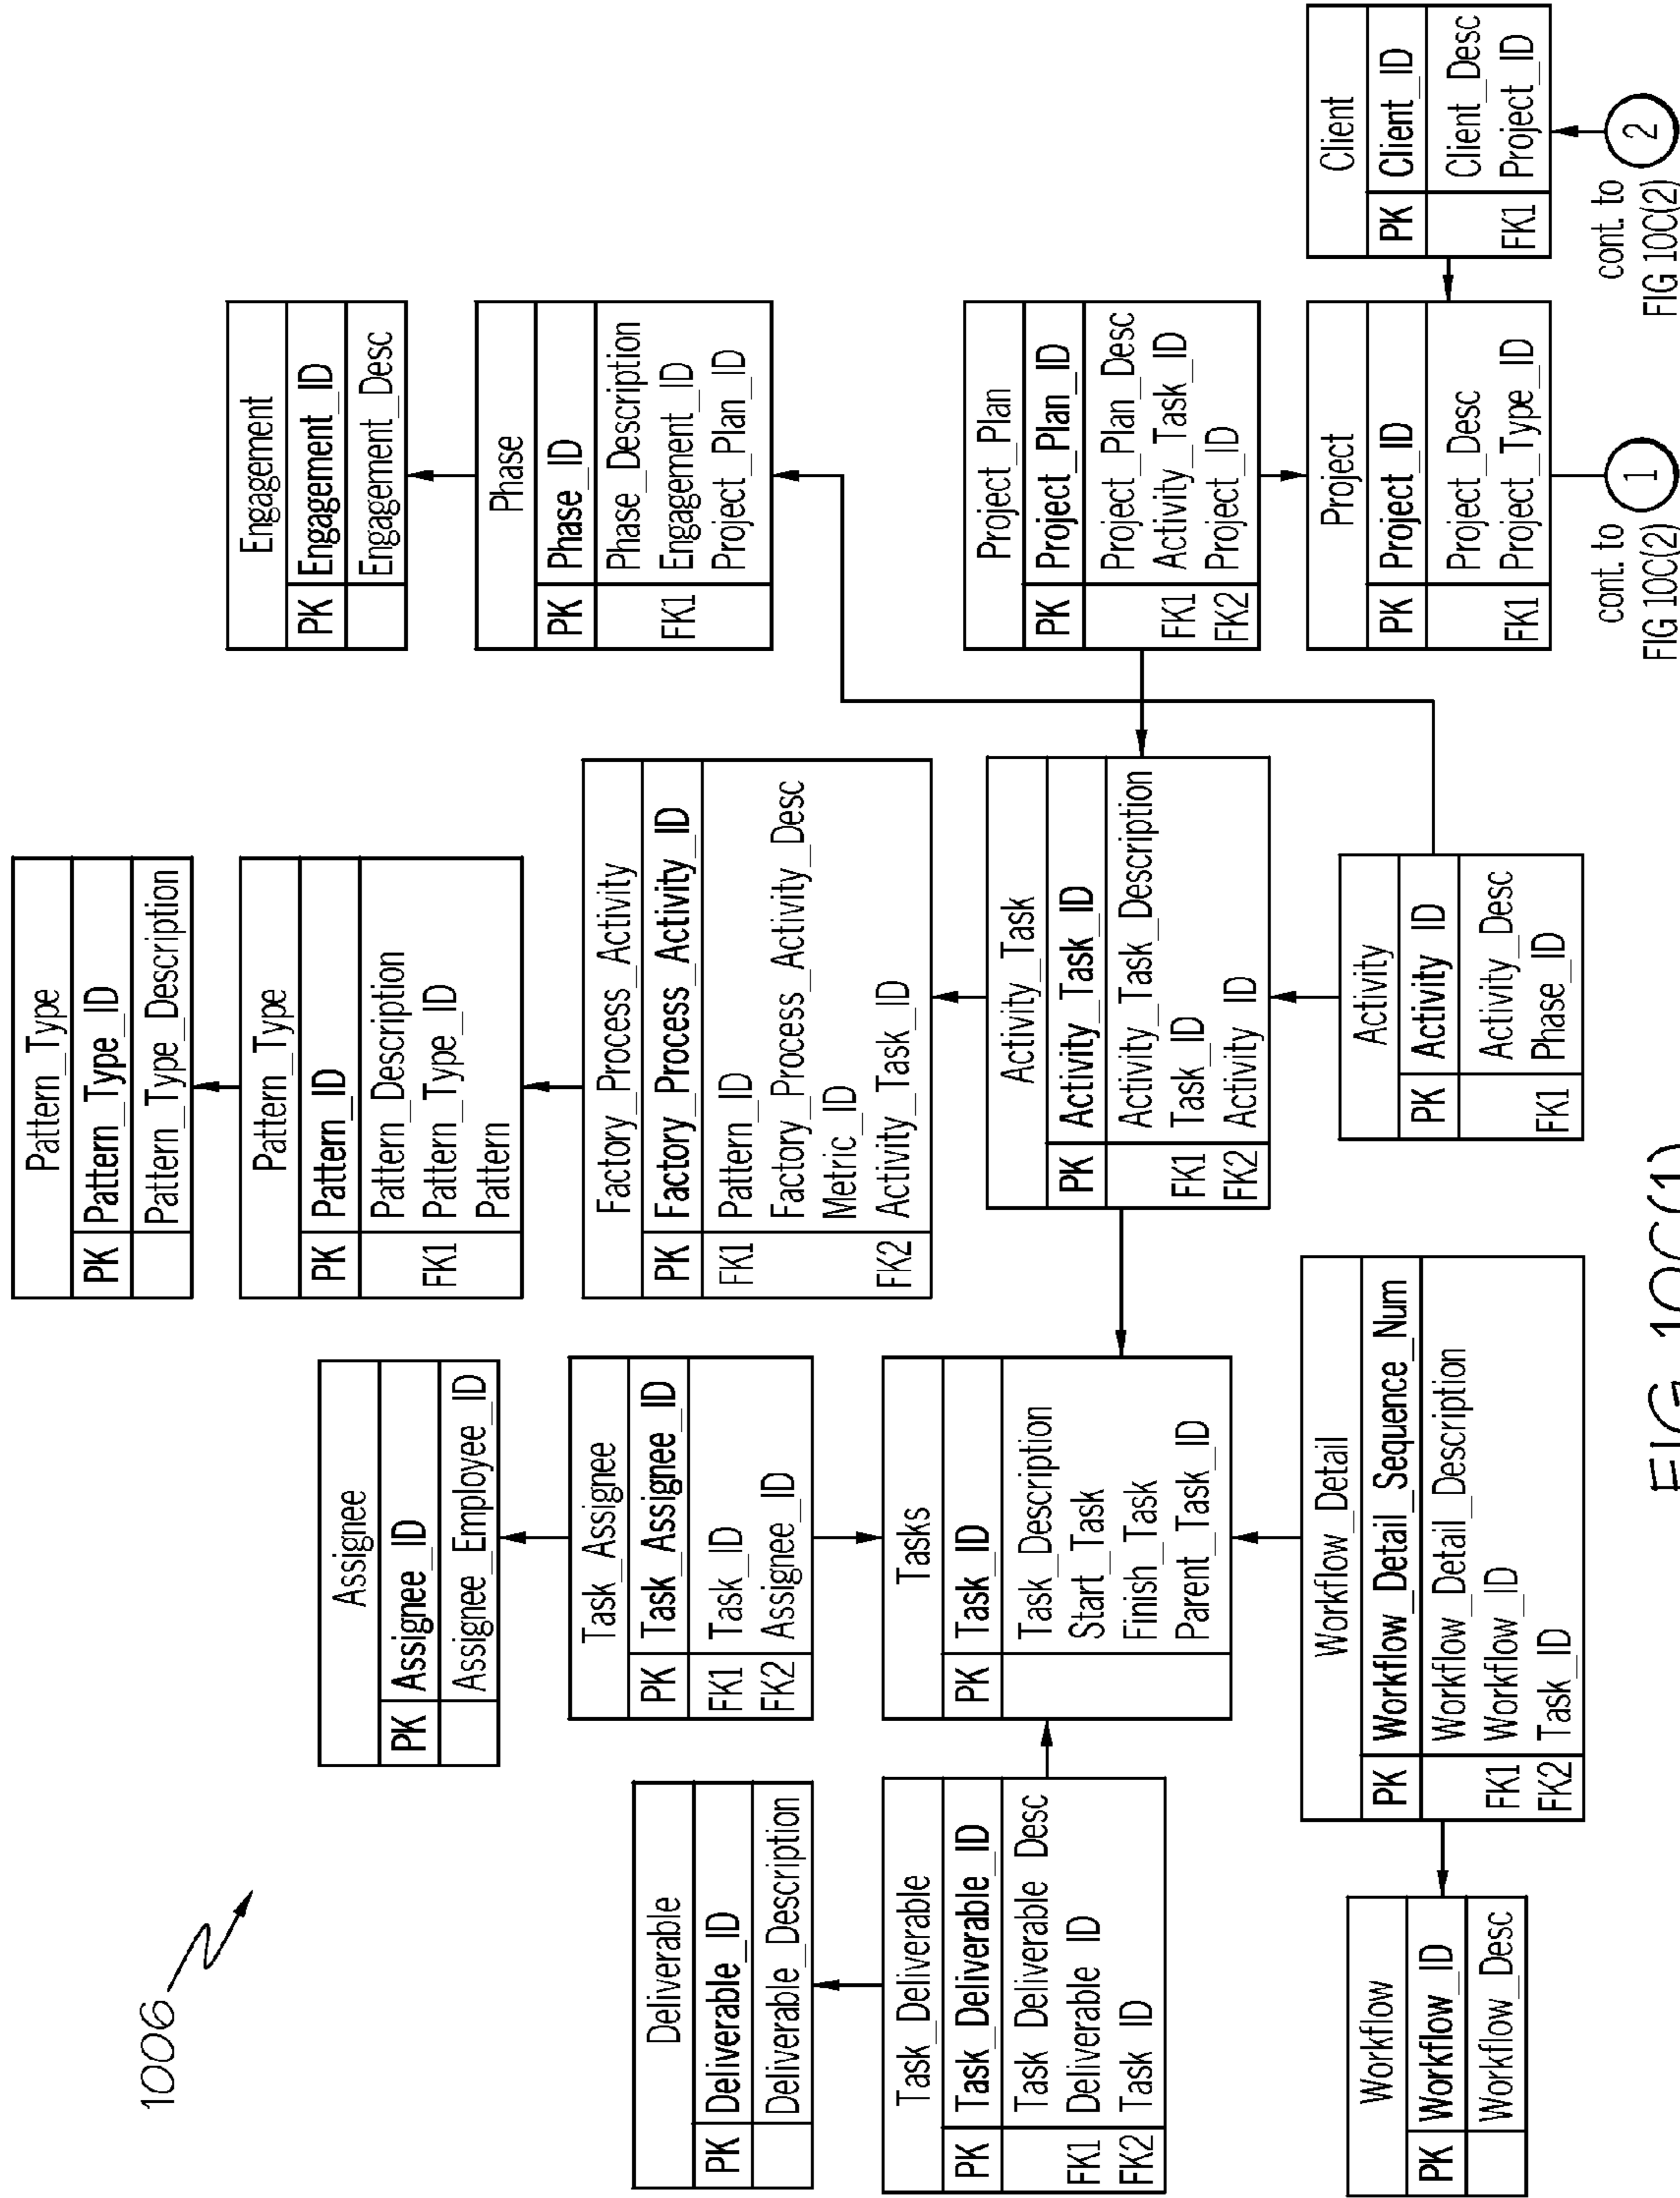 1006
Deliverable
PK Deliverable_ID
Deliverable_Description
Task_Deliverable
PK Task_Deliverable_ID
Task_Deliverable_Desc
FK1 Deliverable_ID
FK2 Task_ID
Workflow
PK Workflow_ID
Workflow_Desc
Assignee
PK Assignee_ID
Assignee_Employee_ID
Task_Assignee
PK Task_Assignee_ID
FK1 Task_ID
FK2 Assignee_ID
Tasks
PK Task_ID
Task_Description
Start_Task
Finish_Task
Parent_Task_ID
Workflow_Detail
PK Workflow_Detail_Sequence_Num
Workflow_Detail_Description
FK1 Workflow_ID
FK2 Task_ID
Pattern_Type
PK Pattern_Type_ID
Pattern_Type_Description
Pattern_Type
PK Pattern_ID
Pattern_Description
FK1 Pattern_Type_ID
Pattern
Factory_Process_Activity
PK Factory_Process_Activity_ID
FK1 Pattern_ID
Factory_Process_Activity_Desc
Metric_ID
FK2 Activity_Task_ID
Activity_Task
PK Activity_Task_ID
Activity_Task_Description
FK1 Task_ID
FK2 Activity_ID
Activity
PK Activity_ID
Activity_Desc
FK1 Phase_ID
Engagement
PK Engagement_ID
Engagement_Desc
Phase
PK Phase_ID
Phase_Description
FK1 Engagement_ID
Project_Plan_ID
Project_Plan
PK Project_Plan_ID
Project_Plan_Desc
FK1 Activity_Task_ID
FK2 Project_ID
Project
PK Project_ID
Project_Desc
FK1 Project_Type_ID
cont. to
FIG 10C(2)
1
Client
PK Client_ID
Client_Desc
FK1 Project_ID
cont. to
FIG 10C(2)
2
FIG 10C(1)